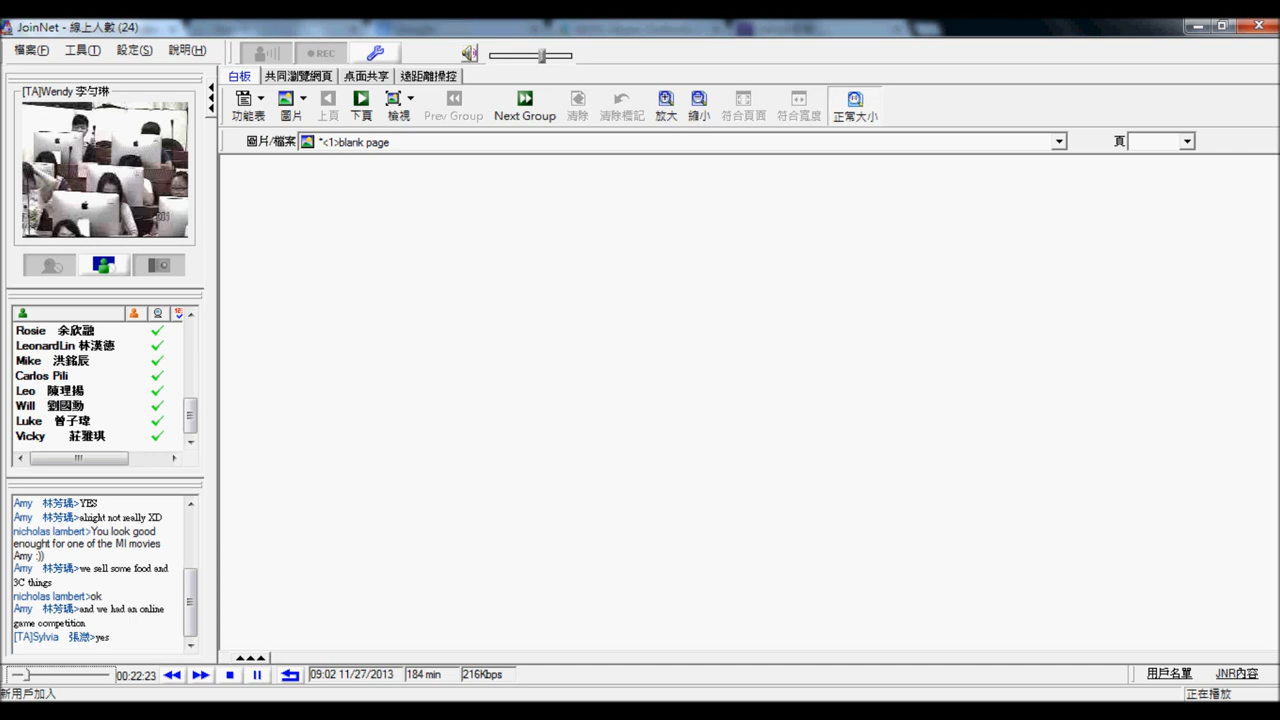 JoinNet - 線上人數 (24)
檔案(F) 工具(T) 設定(S) 說明(H)
REC
[TA]Wendy 李勻琳
白板 共同瀏覽網頁 桌面共享 遠距離操控
功能表 圖片 上頁 下頁 檢視 Prev Group Next Group 清除 清除標記 放大 縮小 符合頁面 符合寬度 正常大小
圖片/檔案 *<1>blank page 頁
Rosie 余欣融
LeonardLin 林漢德
Mike 洪銘辰
Carlos Pili
Leo 陳理揚
Will 劉國勳
Luke 曾子瑋
Vicky 莊雅琪
Amy 林芳瑀>YES
Amy 林芳瑀>alright not really XD
nicholas lambert>You look good
enought for one of the MI movies
Amy :))
Amy 林芳瑀>we sell some food and
3C things
nicholas lambert>ok
Amy 林芳瑀>and we had an online
game competition
[TA]Sylvia 張>yes
00:22:23 09:02 11/27/2013 184 min 216Kbps 用戶名單 JNR內容
新用戶加入 正在播放